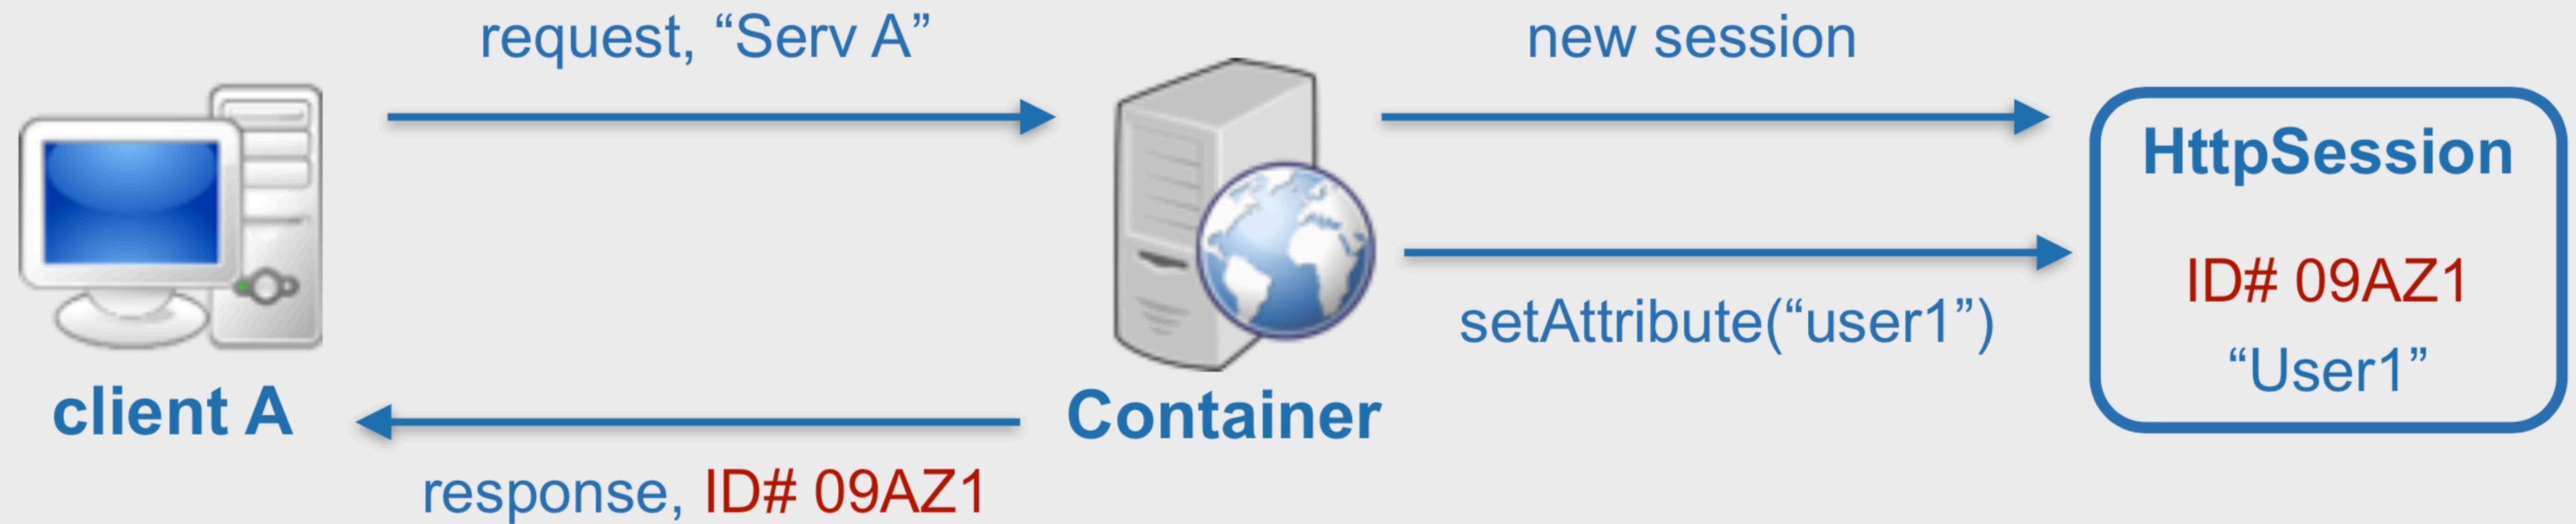 request, “Serv A”
new session
HttpSession
ID# 09AZ1
“User1”
setAttribute(“user1”)
client A
Container
response, ID# 09AZ1